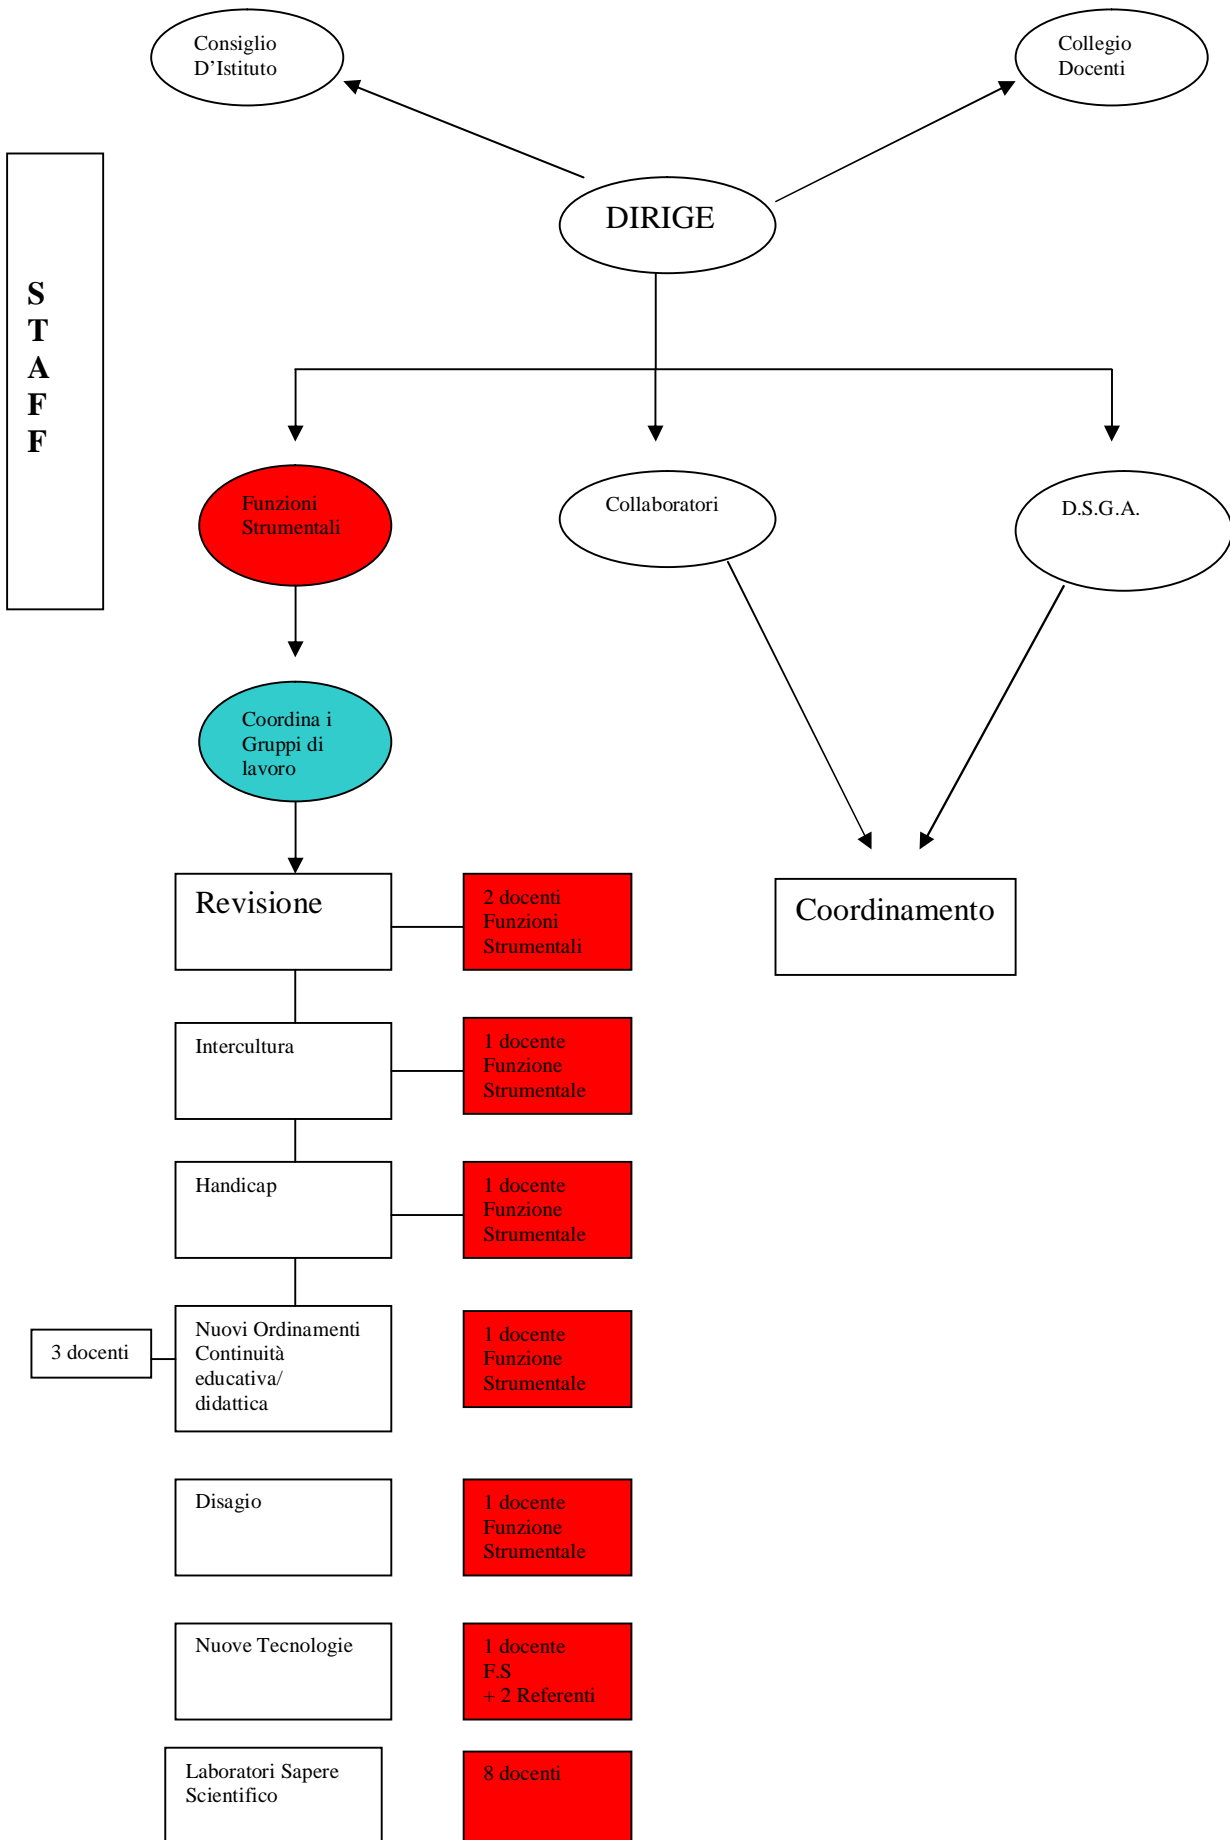 Consiglio
D'Istituto
Collegio
Docenti
DIRIGE
S
T
A
F
F
Funzioni
Strumentali
Collaboratori
D.S.G.A.
Coordina i
Gruppi di
lavoro
Revisione
2 docenti
Funzioni
Strumentali
Coordinamento
Intercultura
1 docente
Funzione
Strumentale
Handicap
1 docente
Funzione
Strumentale
3 docenti
Nuovi Ordinamenti
Continuità
educativa/
didattica
1 docente
Funzione
Strumentale
Disagio
1 docente
Funzione
Strumentale
Nuove Tecnologie
1 docente
F.S
+ 2 Referenti
Laboratori Sapere
Scientifico
8 docenti